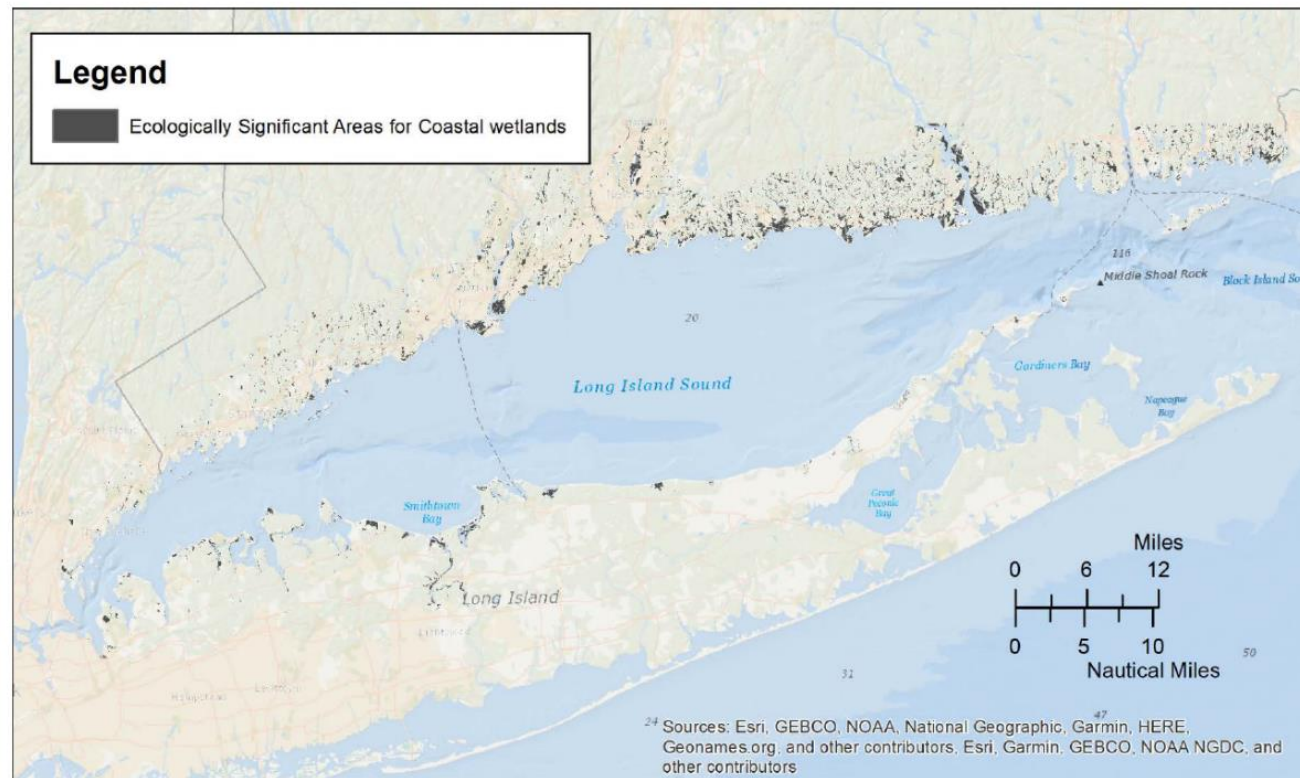 Legend
Ecologically Significant Areas for Coastal wetlands
116
Middle Shoal Rock
Block Island So
20
Long Island Sound
Gardiners Bay
Napeague
Bay
Smithtown
Bay
Great
Peconic
Bay
Long Island
Miles
0 6 12
0 5 10
Nautical Miles
50
31
24
47
Sources: Esri, GEBCO, NOAA, National Geographic, Garmin, HERE,
Geonames.org, and other contributors, Esri, Garmin, GEBCO, NOAA NGDC, and
other contributors